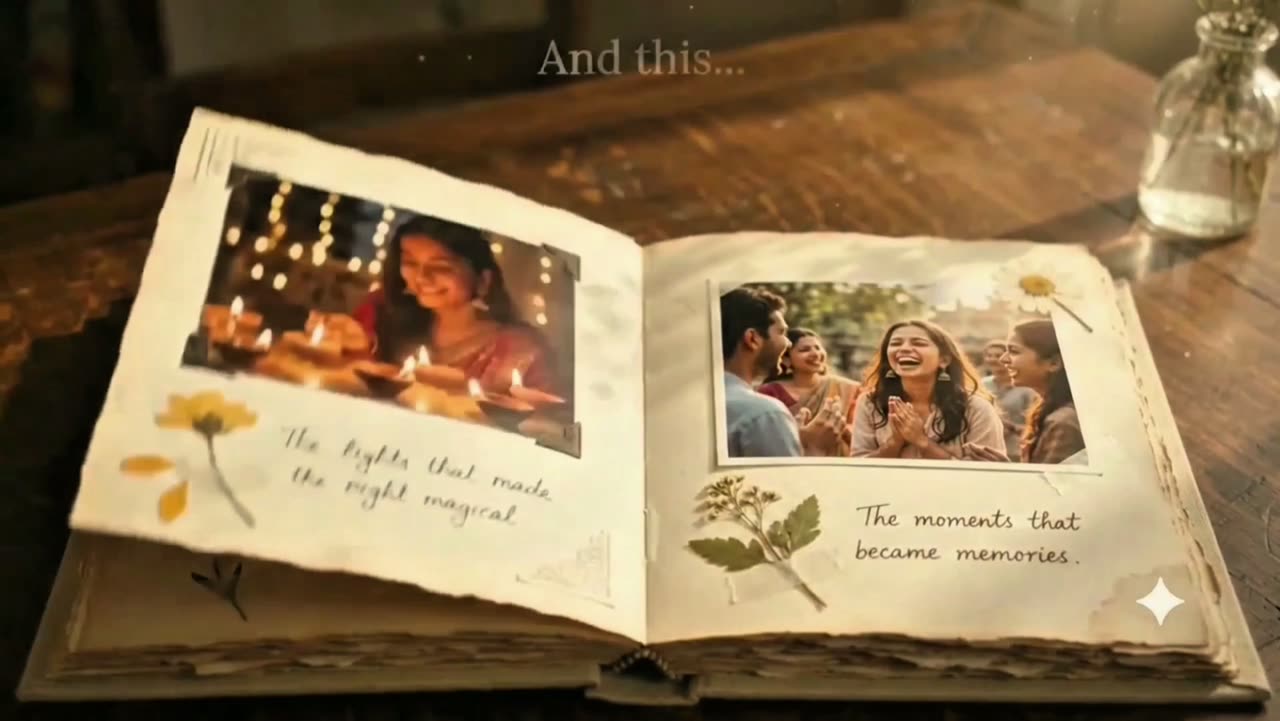 And this...
The lights that made
the night magical
The moments that
became memories.